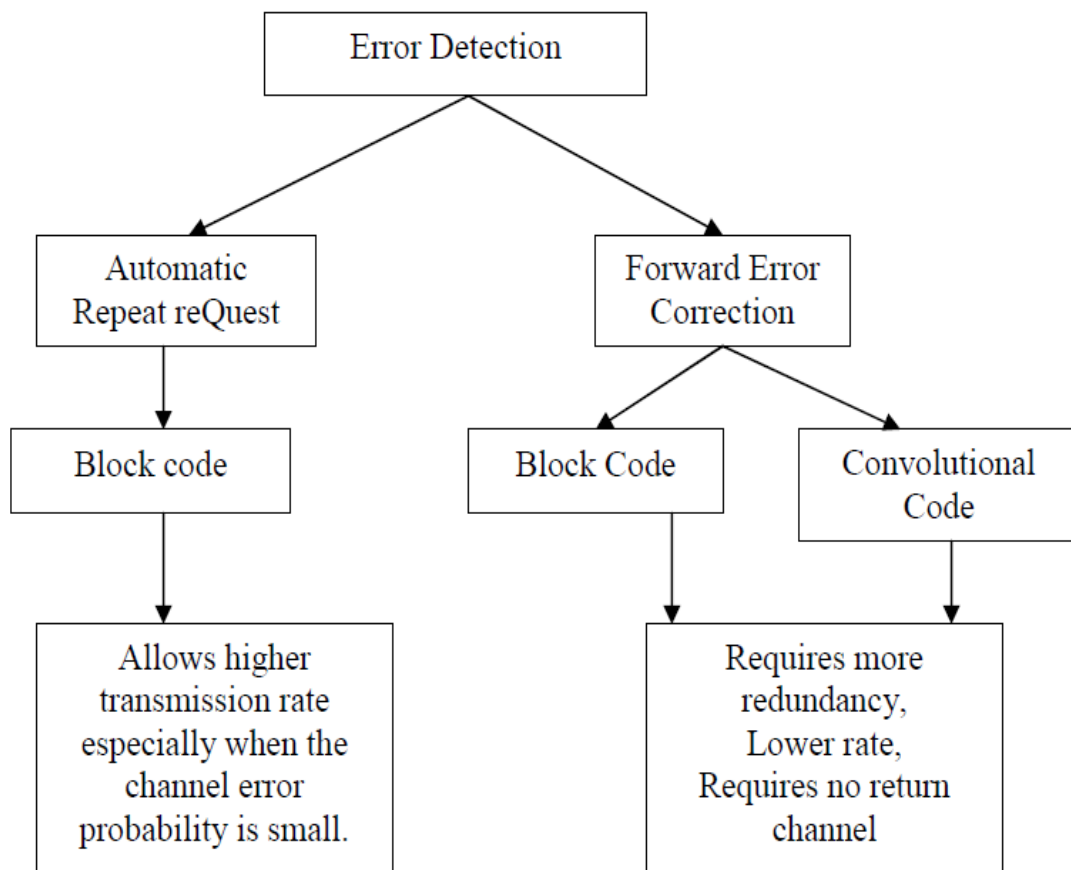 Error Detection
Automatic
Repeat reQuest
Forward Error
Correction
Block code
Block Code
Convolutional
Code
Allows higher
transmission rate
especially when the
channel error
probability is small.
Requires more
redundancy,
Lower rate,
Requires no return
channel